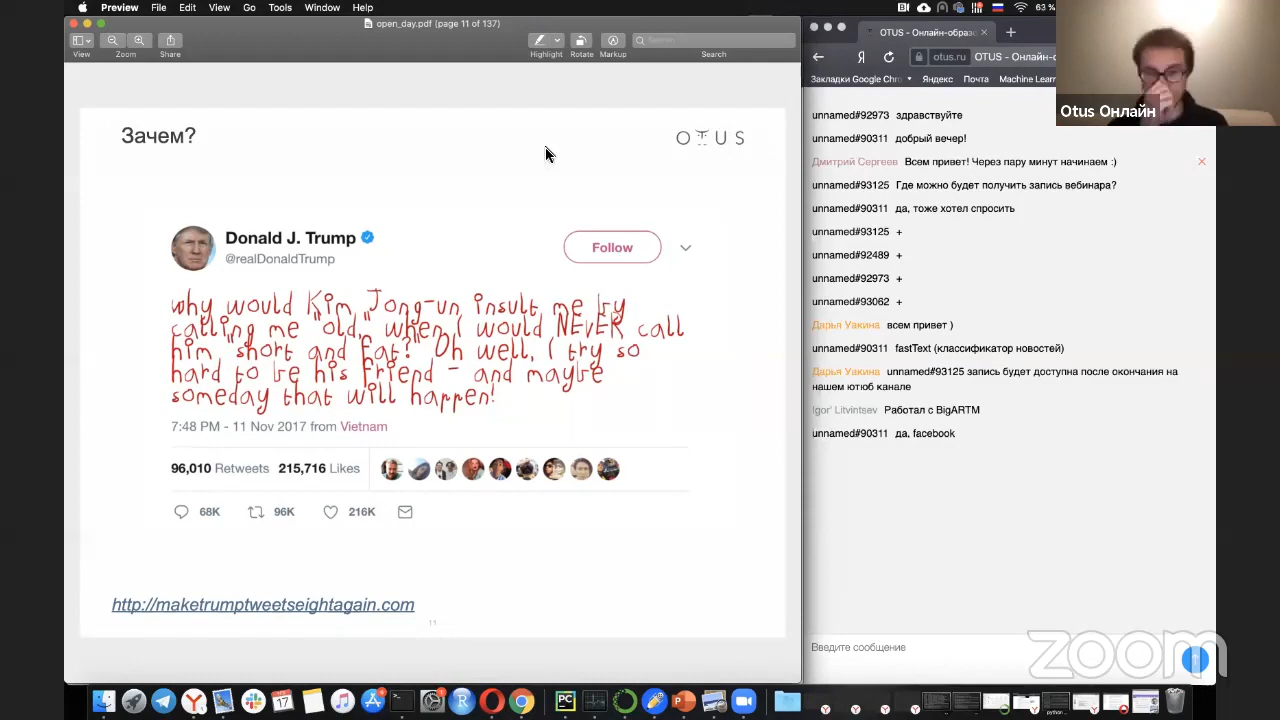 Preview File Edit View Go Tools Window Help
63 %
open_day.pdf (page 11 of 137)
View Zoom Share Highlight Rotate Markup Search
Search
Зачем?
OTUS
Donald J. Trump
@realDonaldTrump
Follow
why would Kim Jong-un insult me by
calling me "old," when I would NEVER call
him "short and fat?" Oh well, I try so
hard to be his friend - and maybe
someday that will happen!
7:48 PM - 11 Nov 2017 from Vietnam
96,010 Retweets 215,716 Likes
68K 96K 216K
http://maketrumptweetseightagain.com
11
OTUS - Онлайн-образ
otus.ru OTUS - Онлайн-о
Закладки Google Chro Яндекс Почта Machine Learn
Otus Онлайн
unnamed#92973 здравствуйте
unnamed#90311 добрый вечер!
Дмитрий Сергеев Всем привет! Через пару минут начинаем :)
unnamed#93125 Где можно будет получить запись вебинара?
unnamed#90311 да, тоже хотел спросить
unnamed#93125 +
unnamed#92489 +
unnamed#92973 +
unnamed#93062 +
Дарья Уакина всем привет )
unnamed#90311 fastText (классификатор новостей)
Дарья Уакина unnamed#93125 запись будет доступна после окончания на
нашем ютюб канале
Igor' Litvintsev Работал с BigARTM
unnamed#90311 да, facebook
Введите сообщение
zoom